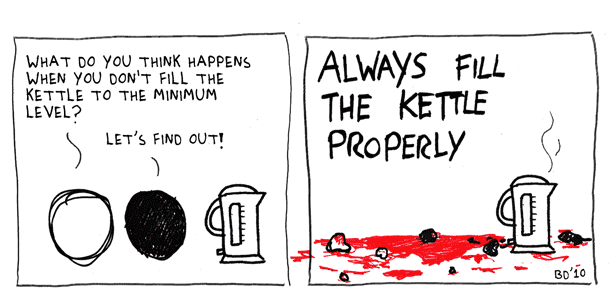 WHAT DO YOU THINK HAPPENS
WHEN YOU DON'T FILL THE
KETTLE TO THE MINIMUM
LEVEL?
LET'S FIND OUT!
ALWAYS FILL
THE KETTLE
PROPERLY
BD'10